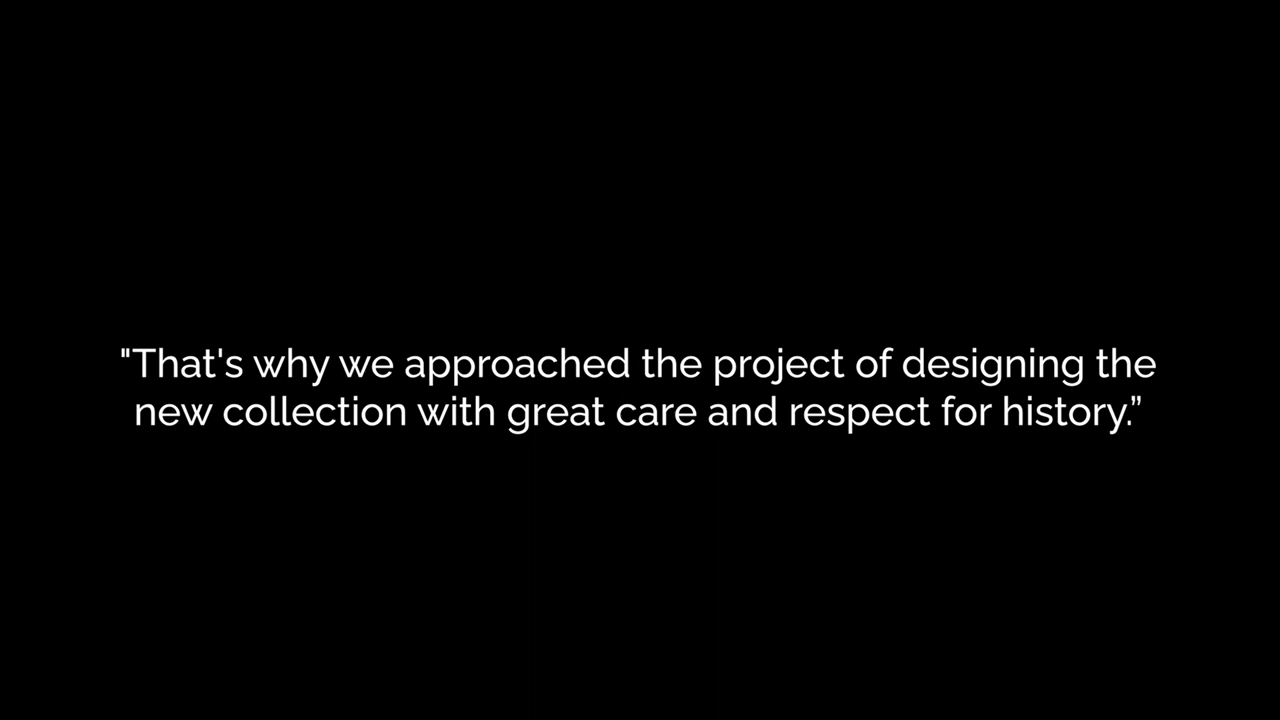 "That's why we approached the project of designing the
new collection with great care and respect for history.”